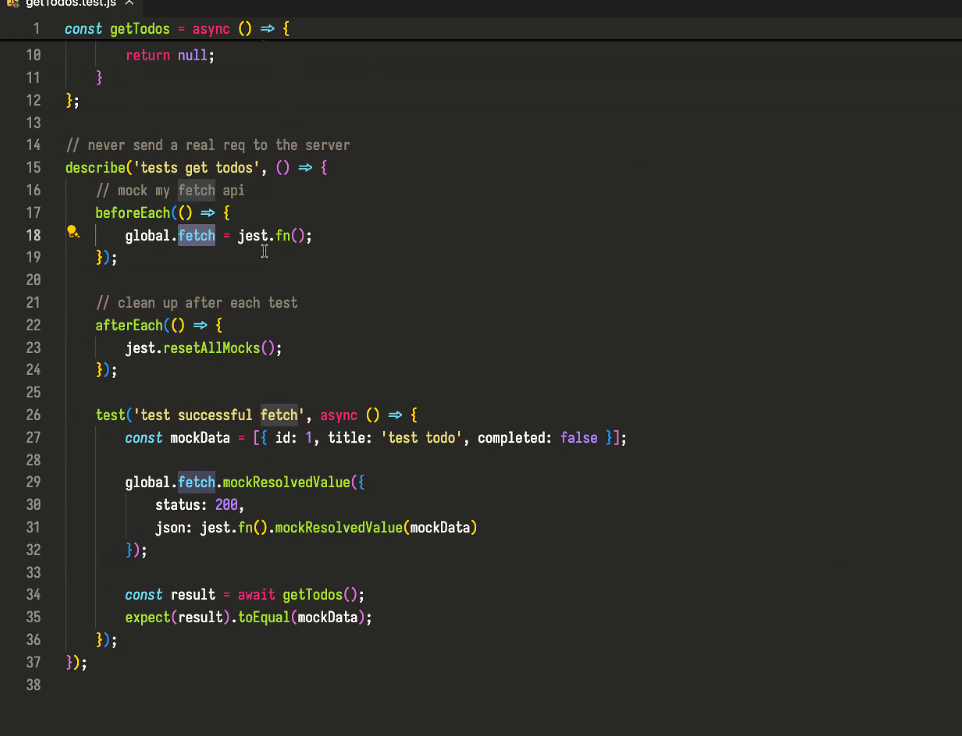 getTodos.test.js ×
1 const getTodos = async () => {
10 return null;
11 }
12 };
13
14 // never send a real req to the server
15 describe('tests get todos', () => {
16 // mock my fetch api
17 beforeEach(() => {
18 global.fetch = jest.fn();
19 });
20
21 // clean up after each test
22 afterEach(() => {
23 jest.resetAllMocks();
24 });
25
26 test('test successful fetch', async () => {
27 const mockData = [{ id: 1, title: 'test todo', completed: false }];
28
29 global.fetch.mockResolvedValue({
30 status: 200,
31 json: jest.fn().mockResolvedValue(mockData)
32 });
33
34 const result = await getTodos();
35 expect(result).toEqual(mockData);
36 });
37 });
38